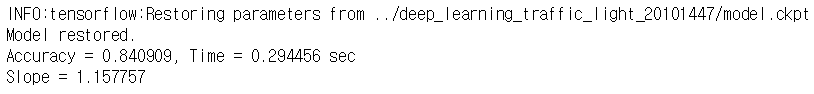 INFO:tensorflow:Restoring parameters from ../deep_learning_traffic_light_20101447/model.ckpt
Model restored.
Accuracy = 0.840909, Time = 0.294456 sec
Slope = 1.157757